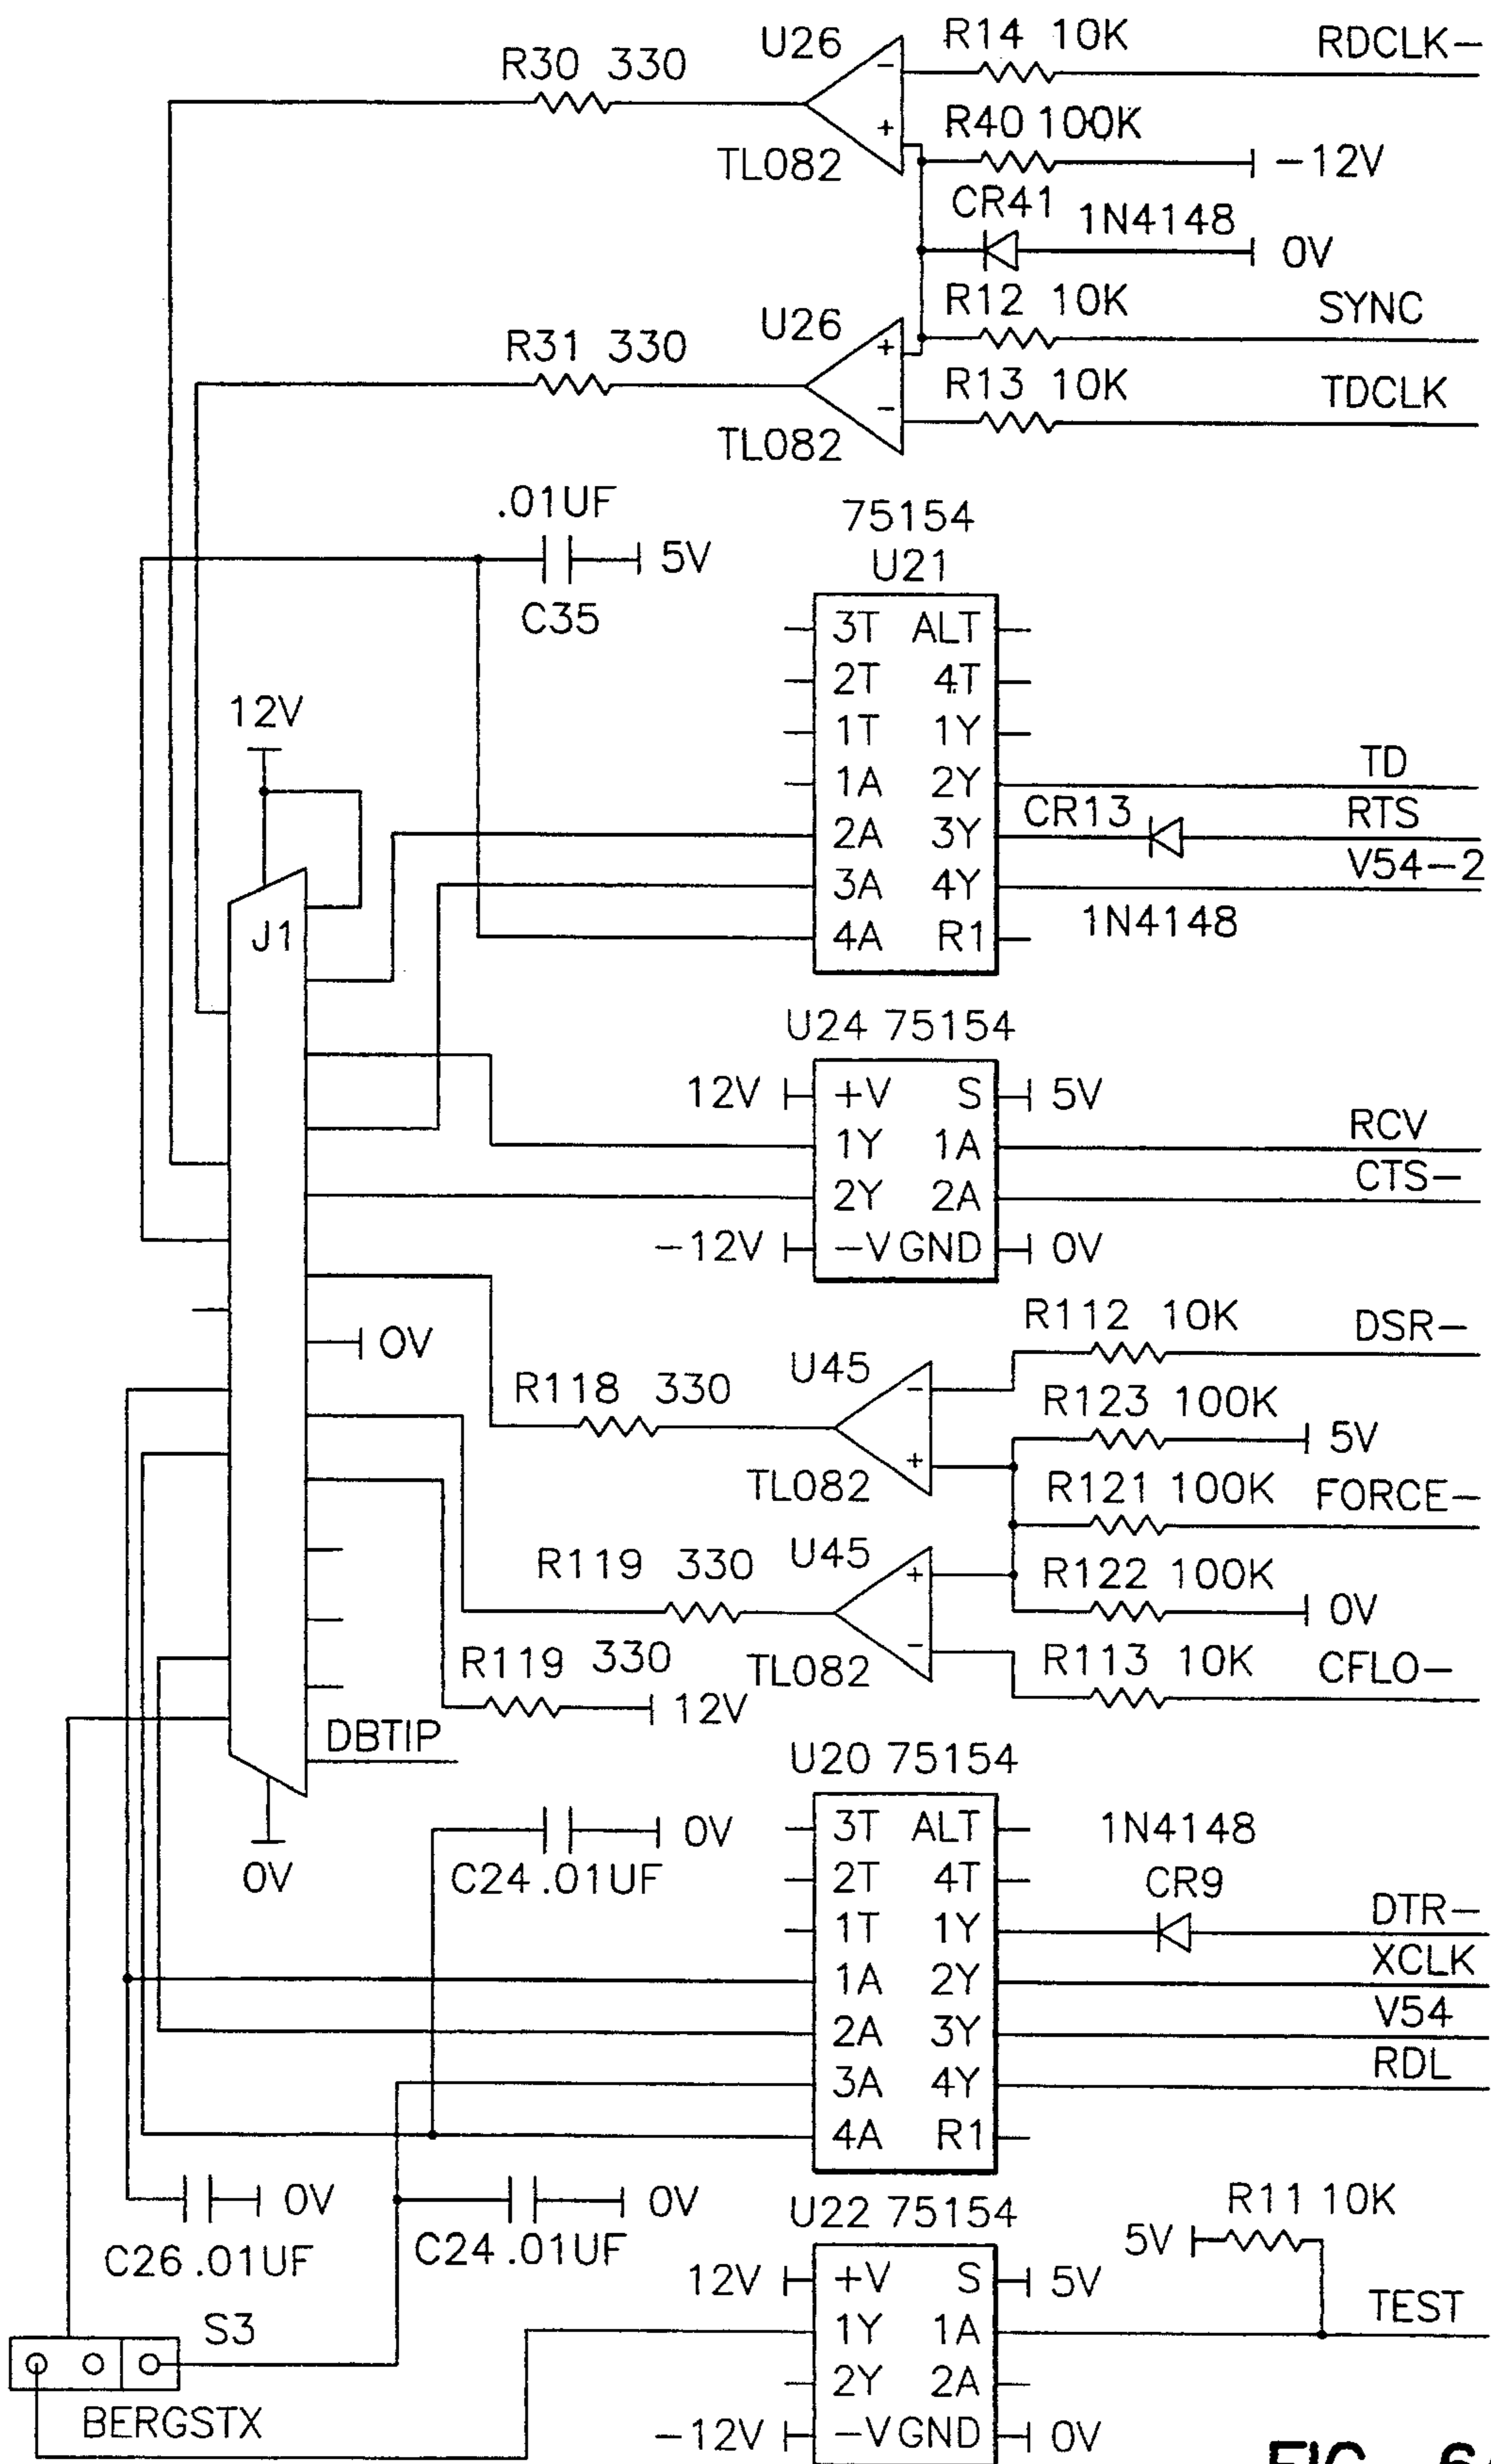 U26 R14 10K RDCLK-
R30 330
-
+ R40 100K
TL082 -12V
CR41 1N4148
0V
R12 10K SYNC
U26
R31 330 +
R13 10K TDCLK
-
TL082
.01UF 75154
5V U21
C35
3T ALT
2T 4T
12V 1T 1Y
1A 2Y TD
2A 3Y CR13 RTS
3A 4Y V54-2
J1 4A R1 1N4148
U24 75154
12V +V S 5V
1Y 1A RCV
2Y 2A CTS-
-12V -V GND 0V
R112 10K DSR-
0V
U45
R118 330 -
R123 100K 5V
+
TL082
R121 100K FORCE-
U45
R119 330 +
R122 100K 0V
-
R119 330 TL082 R113 10K CFLO-
12V
DBTIP
U20 75154
0V 3T ALT 1N4148
0V C24 .01UF 2T 4T CR9
1T 1Y DTR-
1A 2Y XCLK
2A 3Y V54
3A 4Y RDL
4A R1
0V 0V U22 75154 R11 10K
C26 .01UF C24 .01UF 5V
12V +V S 5V
S3 1Y 1A TEST
2Y 2A
BERGSTX -12V -V GND 0V